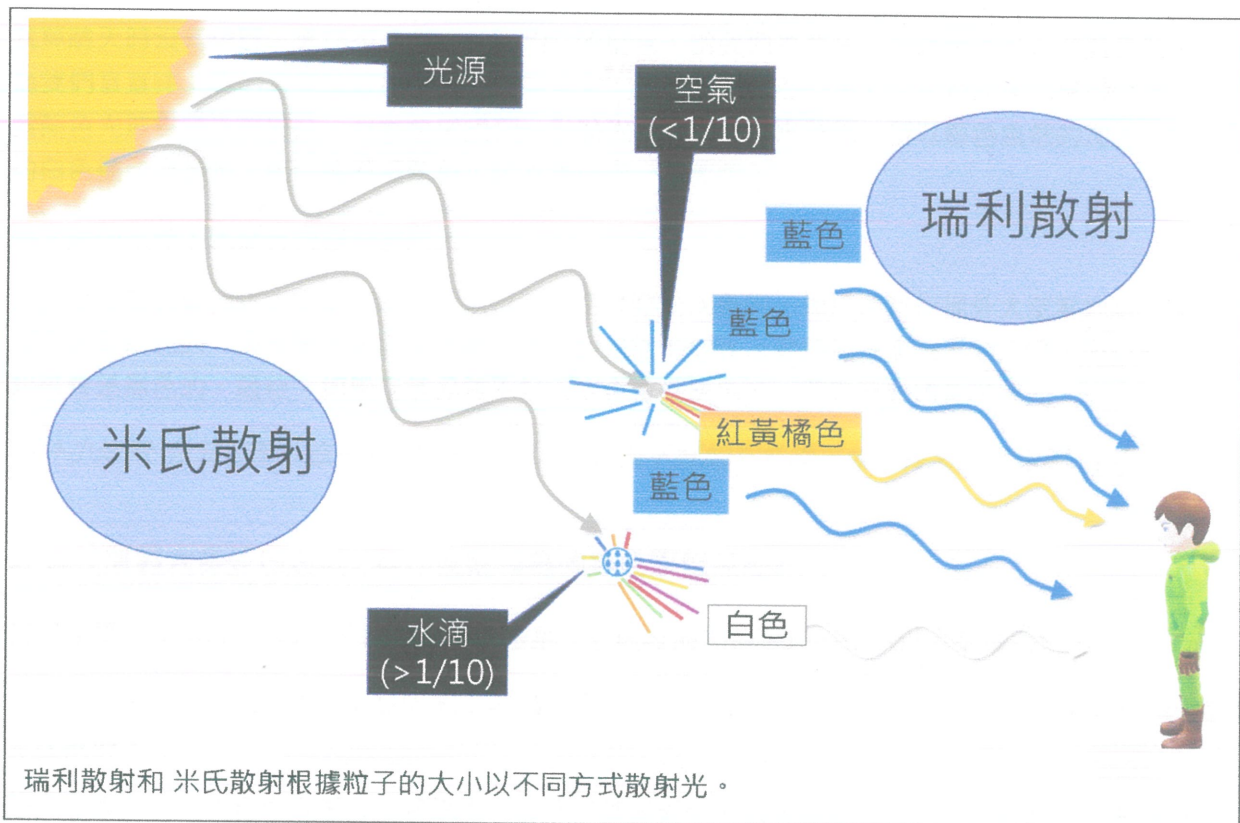 光源
空氣
(<1/10)
瑞利散射
藍色
藍色
米氏散射
紅黃橘色
藍色
水滴
(>1/10)
白色
瑞利散射和 米氏散射根據粒子的大小以不同方式散射光。